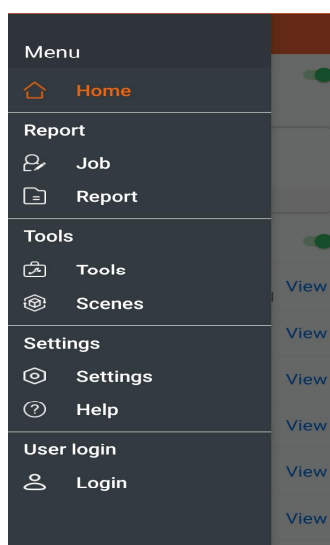 Menu
Home
Report
Job
Report
Tools
Tools
Scenes
Settings
Settings
Help
User login
Login
View
View
View
View
View
View